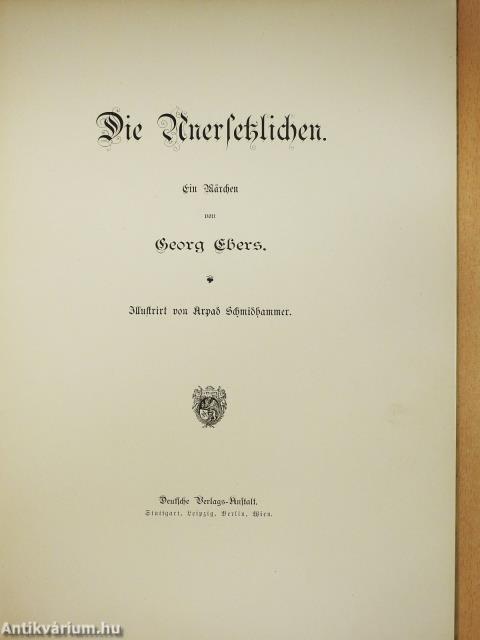 Die Unersetzlichen.
Ein Märchen
von
Georg Ebers.
Illustrirt von Arpad Schmidhammer.
Deutsche Verlags-Anstalt.
Stuttgart, Leipzig, Berlin, Wien.
Antikvárium.hu